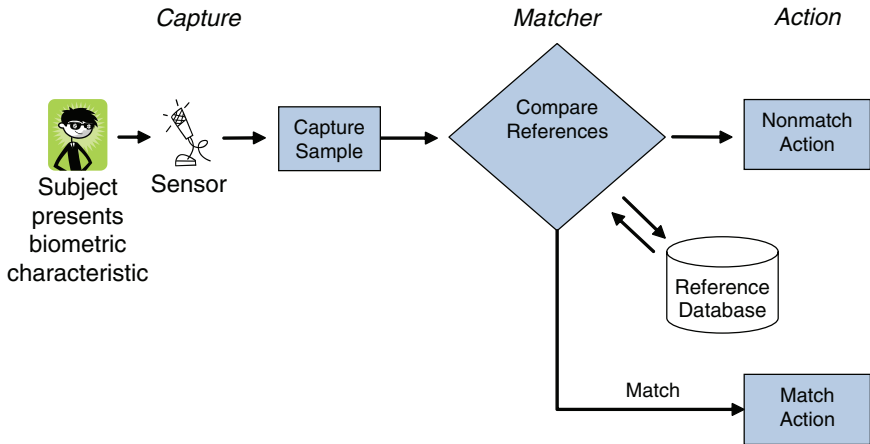 Capture
Matcher
Action
Subject
presents
biometric
characteristic
Sensor
Capture
Sample
Compare
References
Nonmatch
Action
Reference
Database
Match
Match
Action